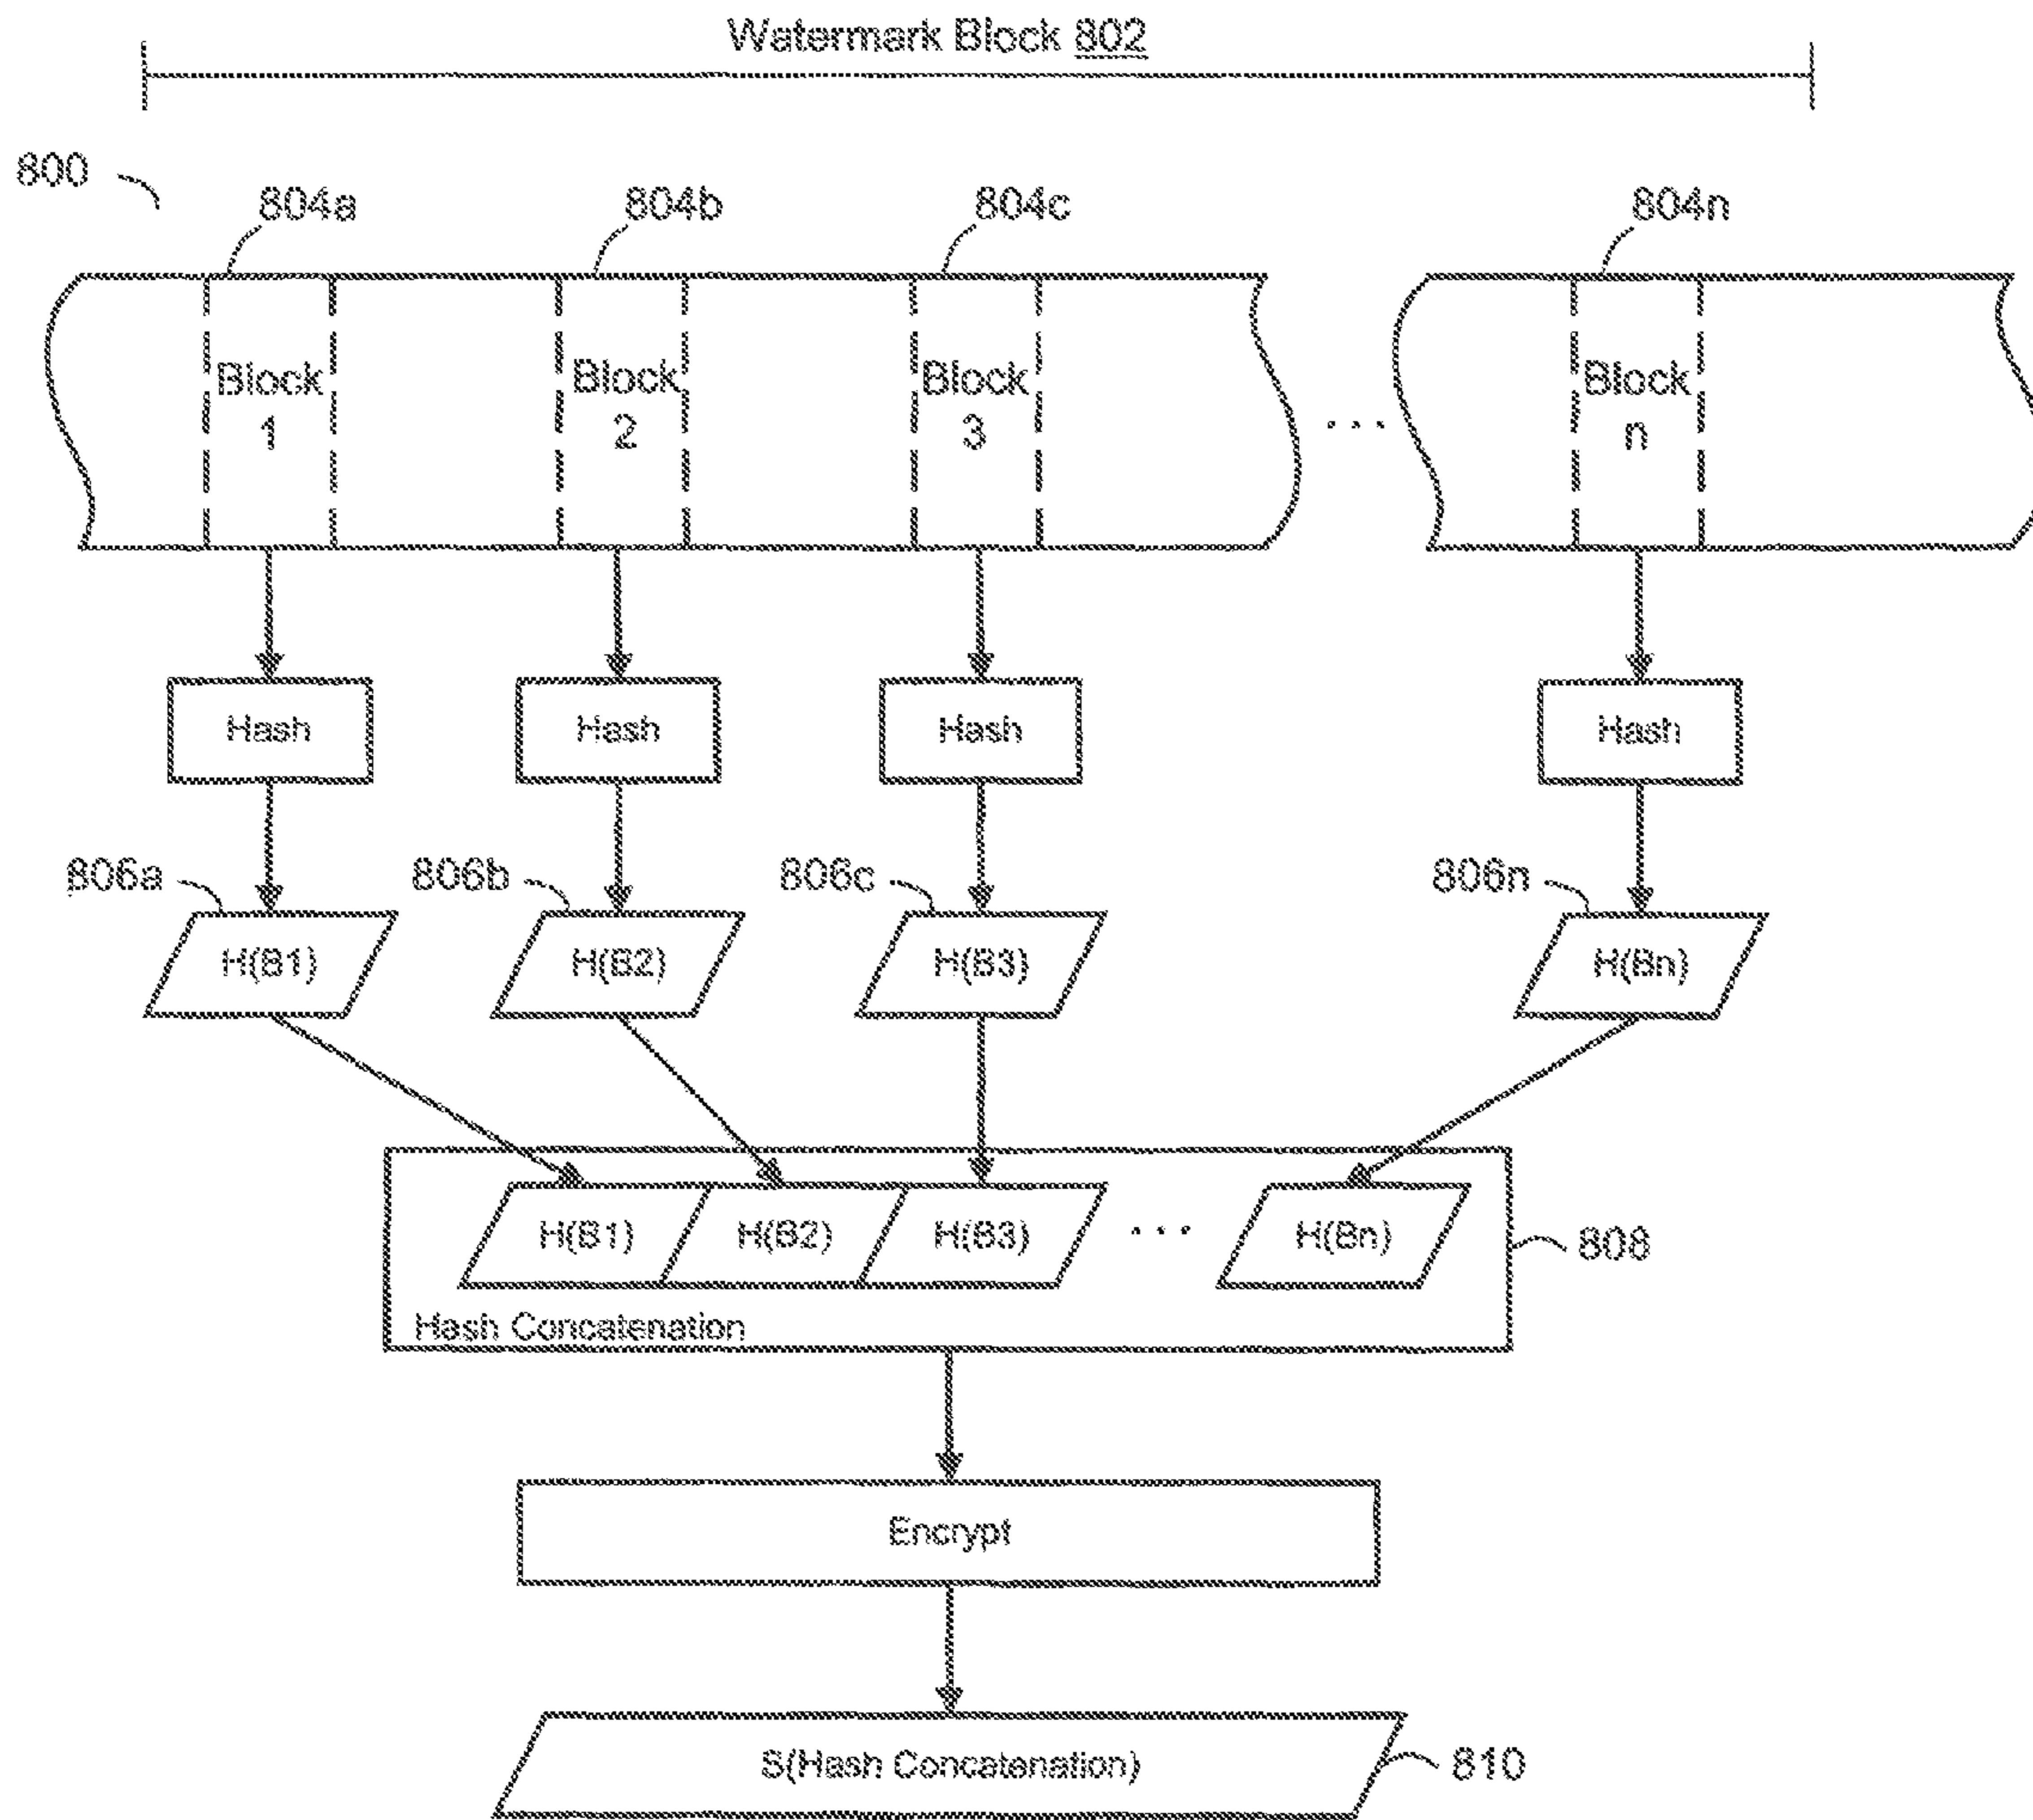 Watermark Block 802
800
804a 804b 804c 804n
Block 1 Block 2 Block 3 ... Block n
Hash Hash Hash Hash
806a 806b 806c 806n
H(B1) H(B2) H(B3) H(Bn)
H(B1) H(B2) H(B3) ... H(Bn)
808
Hash Concatenation
Encrypt
S(Hash Concatenation)
810